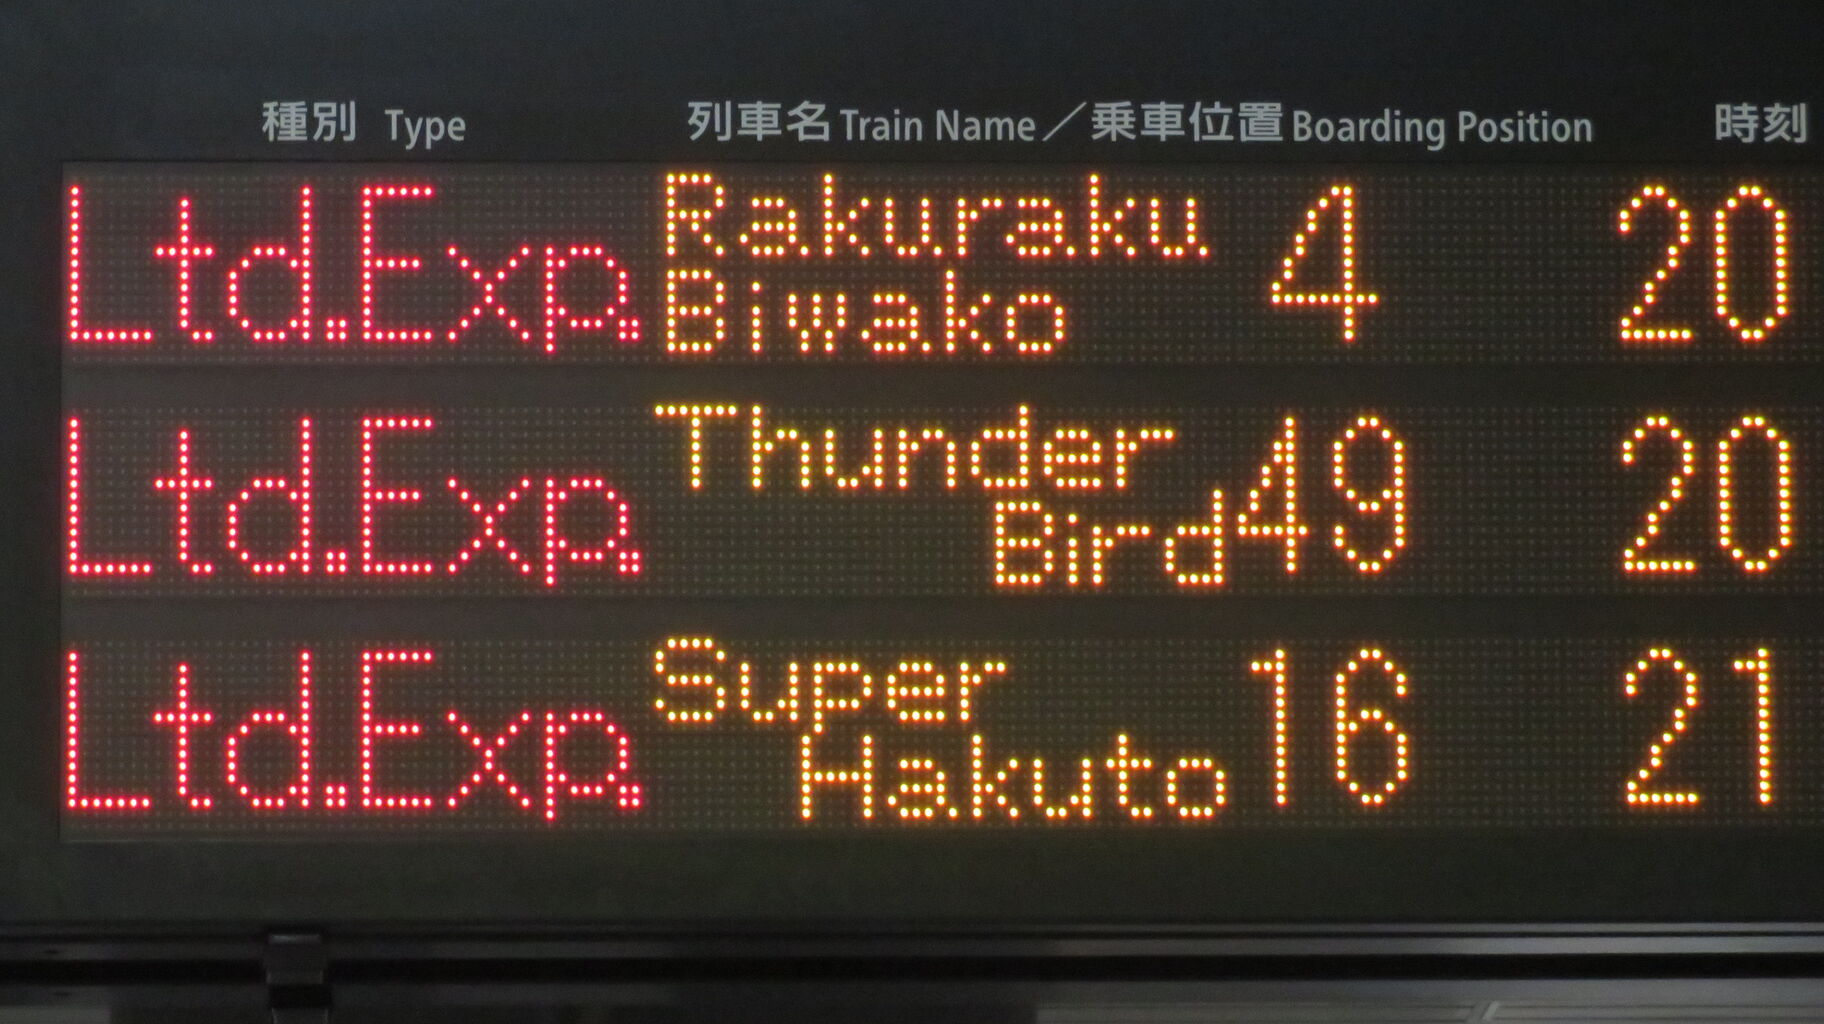 種別 Type 列車名 Train Name／乗車位置 Boarding Position 時刻
Ltd.Exp. Rakuraku Biwako 4 20
Ltd.Exp. Thunder Bird 49 20
Ltd.Exp. Super Hakuto 16 21